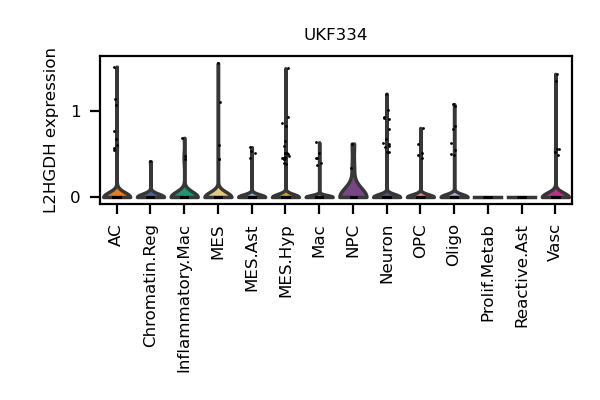 UKF334
L2HGDH expression
1
0
AC
Chromatin.Reg
Inflammatory.Mac
MES
MES.Ast
MES.Hyp
Mac
NPC
Neuron
OPC
Oligo
Prolif.Metab
Reactive.Ast
Vasc